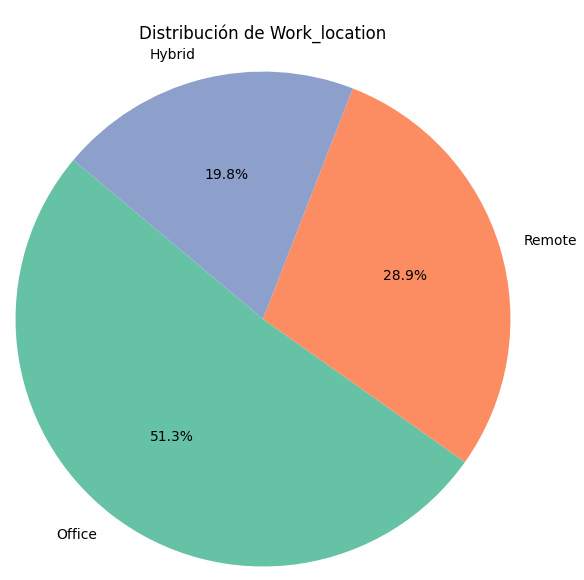 Distribución de Work_location
Hybrid
19.8%
Remote
28.9%
51.3%
Office